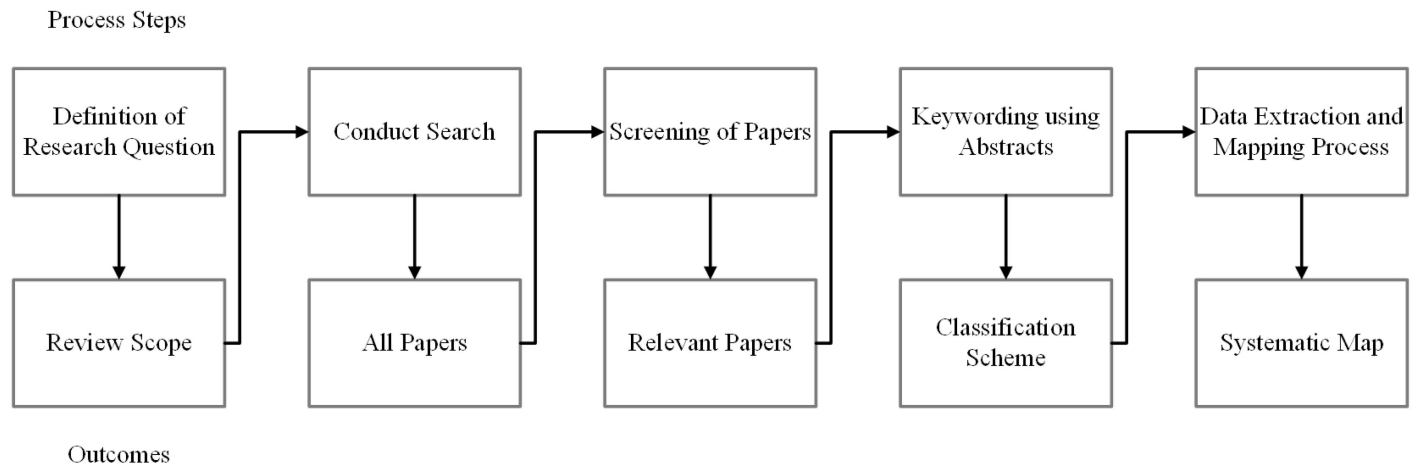 Process Steps
Definition of
Research Question
Conduct Search
Screening of Papers
Keywording using
Abstracts
Data Extraction and
Mapping Process
Review Scope
All Papers
Relevant Papers
Classification
Scheme
Systematic Map
Outcomes